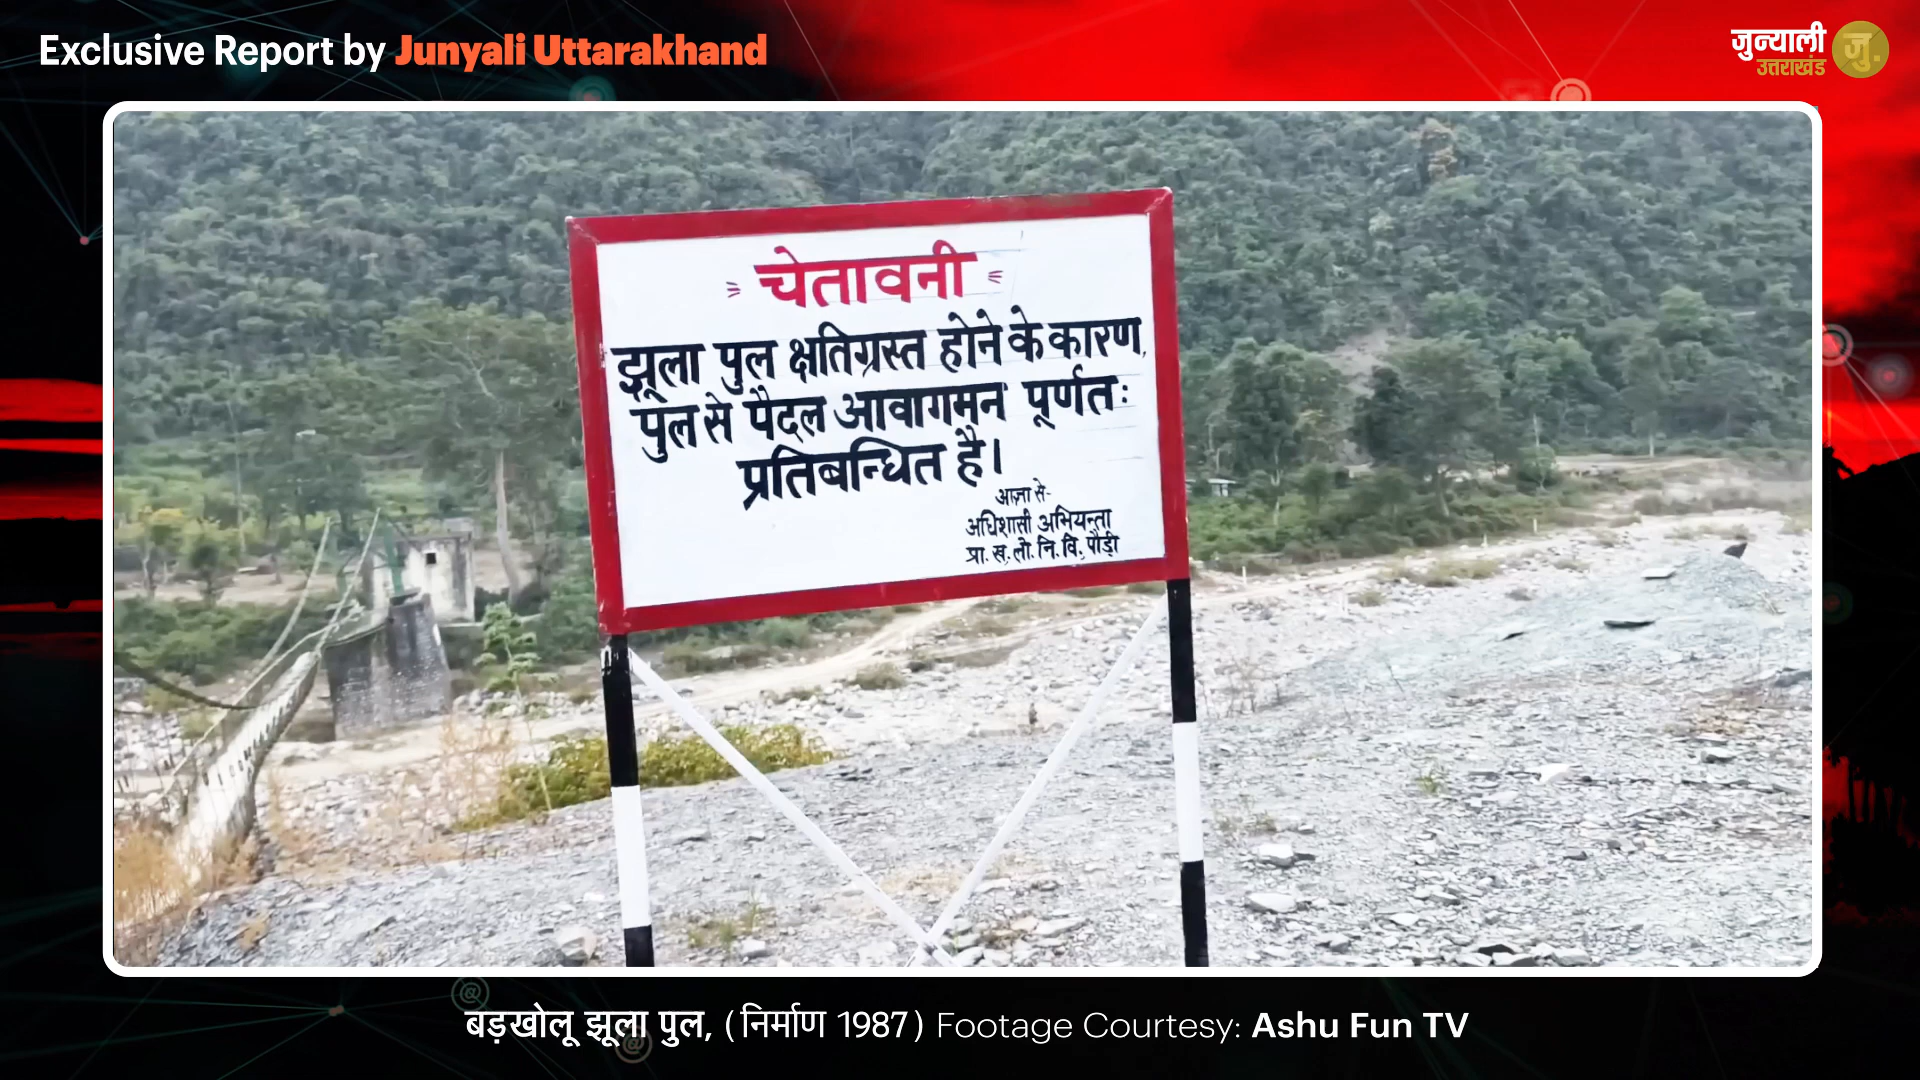 Exclusive Report by Junyali Uttarakhand
जुन्याली
उत्तराखंड
जु.
चेतावनी
झूला पुल क्षतिग्रस्त होने के कारण,
पुल से पैदल आवागमन पूर्णतः
प्रतिबन्धित है।
आज्ञा से-
अधिशासी अभियन्ता
प्रा.ख.लो.नि.वि., पौड़ी
बड़खोलू झूला पुल, (निर्माण 1987) Footage Courtesy: Ashu Fun TV